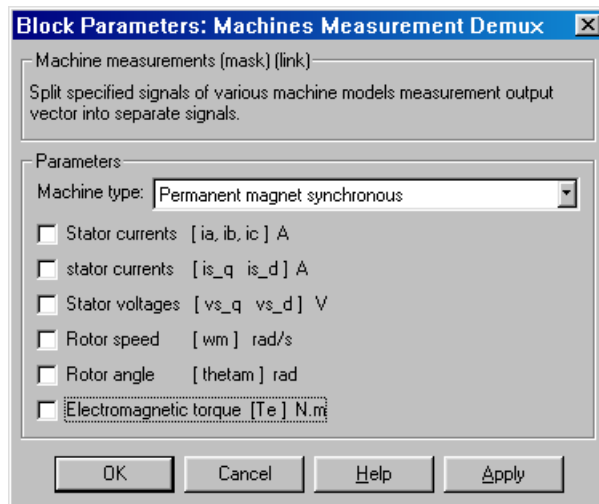 Block Parameters: Machines Measurement Demux
Machine measurements (mask) (link)
Split specified signals of various machine models measurement output
vector into separate signals.
Parameters
Machine type: Permanent magnet synchronous
Stator currents [ ia, ib, ic ] A
stator currents [ is_q is_d ] A
Stator voltages [ vs_q vs_d ] V
Rotor speed [ wm ] rad/s
Rotor angle [ thetam ] rad
Electromagnetic torque [Te ] N.m
OK Cancel Help Apply